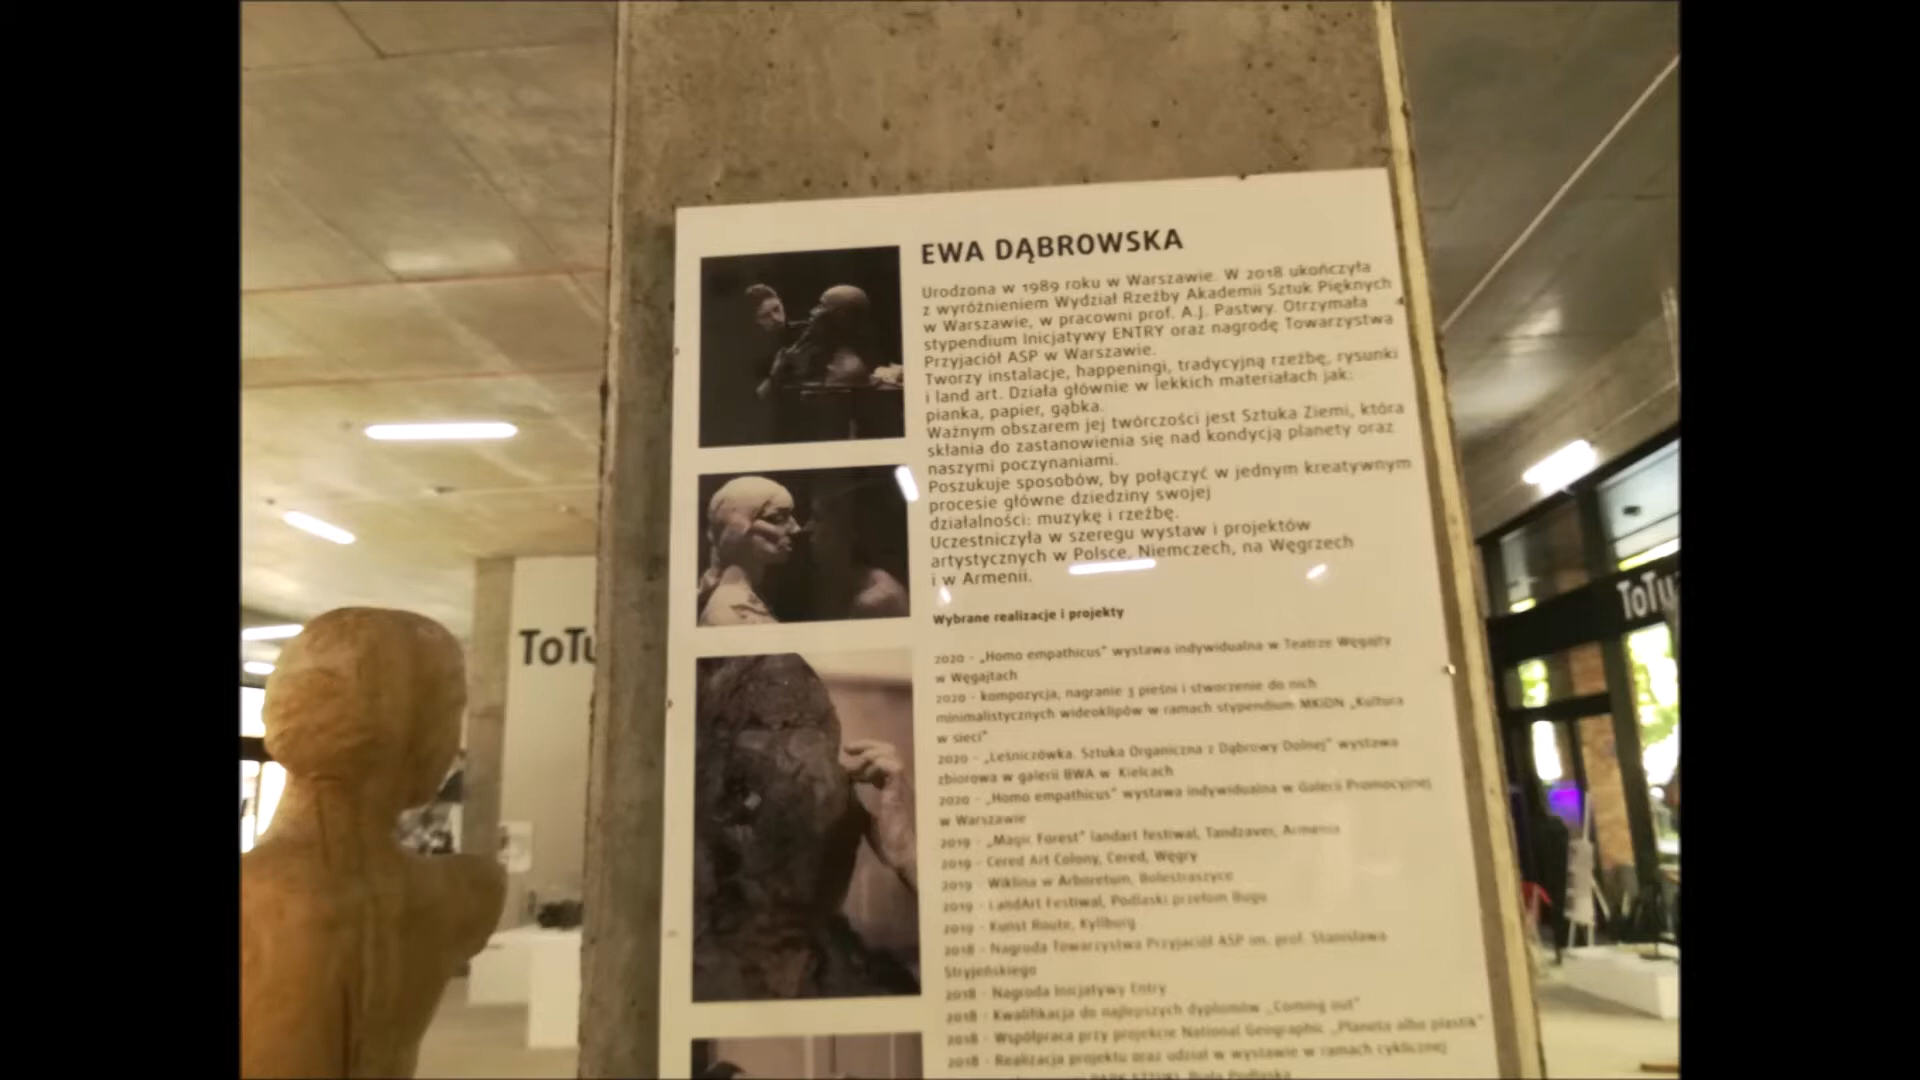 EWA DĄBROWSKA
Urodzona w 1989 roku w Warszawie. W 2018 ukończyła
z wyróżnieniem Wydział Rzeźby Akademii Sztuk Pięknych
w Warszawie, w pracowni prof. A.J. Pastwy. Otrzymała
stypendium Inicjatywy ENTRY oraz nagrodę Towarzystwa
Przyjaciół ASP w Warszawie.
Tworzy instalacje, happeningi, tradycyjną rzeźbę, rysunki
i land art. Działa głównie w lekkich materiałach jak:
pianka, papier, gąbka.
Ważnym obszarem jej twórczości jest Sztuka Ziemi, która
skłania do zastanowienia się nad kondycją planety oraz
naszymi poczynaniami.
Poszukuje sposobów, by połączyć w jednym kreatywnym
procesie główne dziedziny swojej
działalności: muzykę i rzeźbę.
Uczestniczyła w szeregu wystaw i projektów
artystycznych w Polsce, Niemczech, na Węgrzech
i w Armenii.
Wybrane realizacje i projekty
2020 - „Homo empathicus" wystawa indywidualna w Teatrze Węgajty
w Węgajtach
2020 - kompozycja, nagranie 3 pieśni i stworzenie do nich
minimalistycznych wideoklipów w ramach stypendium MKiDN „Kultura
w sieci"
2020 - „Leśniczówka. Sztuka Organiczna z Dąbrowy Dolnej" wystawa
zbiorowa w galerii BWA w Kielcach
2020 - „Homo empathicus" wystawa indywidualna w Galerii Promocyjnej
w Warszawie
2019 - „Magic Forest" landart festiwal, Tandzaver, Armenia
2019 - Cered Art Colony, Cered, Węgry
2019 - Wiklina w Arboretum, Bolestraszyce
2019 - LandArt Festiwal, Podlaski przełom Bugu
2019 - Kunst Route, Kyllburg
2018 - Nagroda Towarzystwa Przyjaciół ASP im. prof. Stanisława
Stryjeńskiego
2018 - Nagroda Inicjatywy Entry
2018 - Kwalifikacja do najlepszych dyplomów „Coming out"
2018 - Współpraca przy projekcie National Geographic „Planeta albo plastik"
2018 - Realizacja projektu oraz udział w wystawie w ramach cyklicznej
PARK SZTUKI, Biała Podlaska
ToTu
ToTu